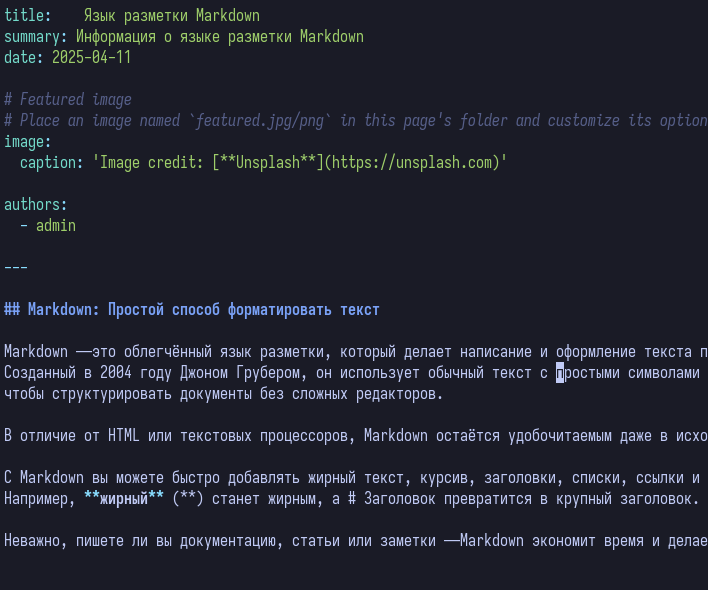 title:    Язык разметки Markdown
summary: Информация о языке разметки Markdown
date: 2025-04-11
# Featured image
# Place an image named `featured.jpg/png` in this page's folder and customize its option
image:
  caption: 'Image credit: [**Unsplash**](https://unsplash.com)'
authors:
  - admin
---
## Markdown: Простой способ форматировать текст
Markdown —это облегчённый язык разметки, который делает написание и оформление текста п
Созданный в 2004 году Джоном Грубером, он использует обычный текст с простыми символами
чтобы структурировать документы без сложных редакторов.
В отличие от HTML или текстовых процессоров, Markdown остаётся удобочитаемым даже в исхо
С Markdown вы можете быстро добавлять жирный текст, курсив, заголовки, списки, ссылки и
Например, **жирный** (**) станет жирным, а # Заголовок превратится в крупный заголовок.
Неважно, пишете ли вы документацию, статьи или заметки —Markdown экономит время и делае